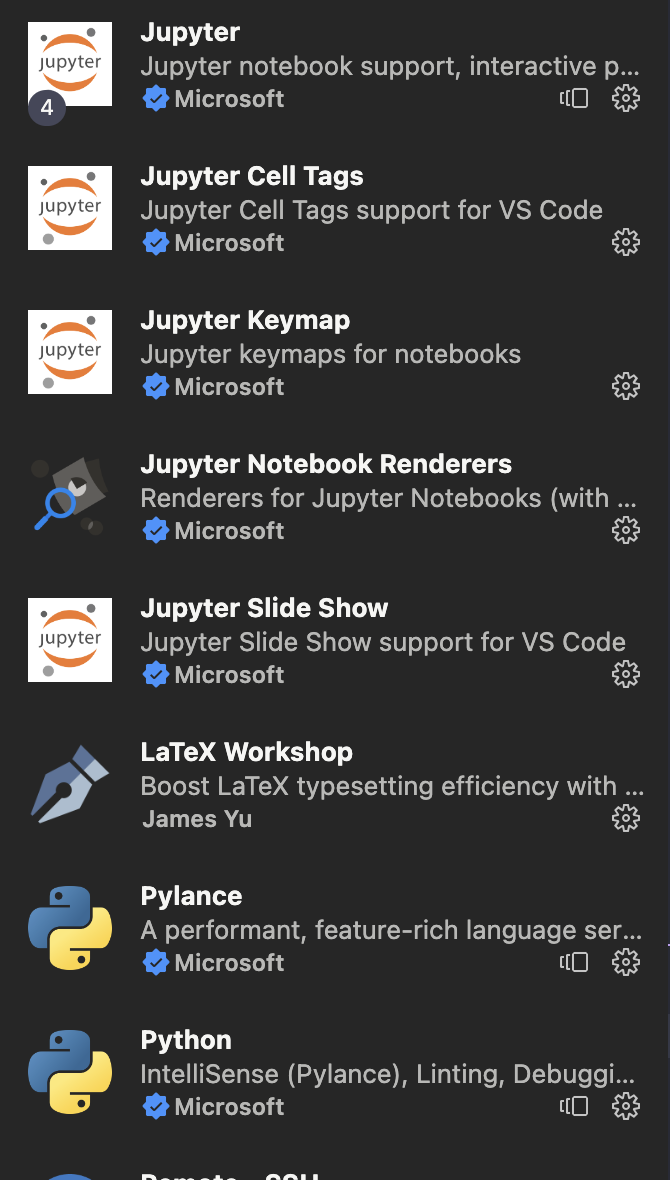 Jupyter
Jupyter notebook support, interactive p...
Microsoft
jupyter
4
Jupyter Cell Tags
Jupyter Cell Tags support for VS Code
Microsoft
jupyter
Jupyter Keymap
Jupyter keymaps for notebooks
Microsoft
jupyter
Jupyter Notebook Renderers
Renderers for Jupyter Notebooks (with ...
Microsoft
Jupyter Slide Show
Jupyter Slide Show support for VS Code
Microsoft
jupyter
LaTeX Workshop
Boost LaTeX typesetting efficiency with ...
James Yu
Pylance
A performant, feature-rich language ser...
Microsoft
Python
IntelliSense (Pylance), Linting, Debuggi...
Microsoft
Remote - SSH